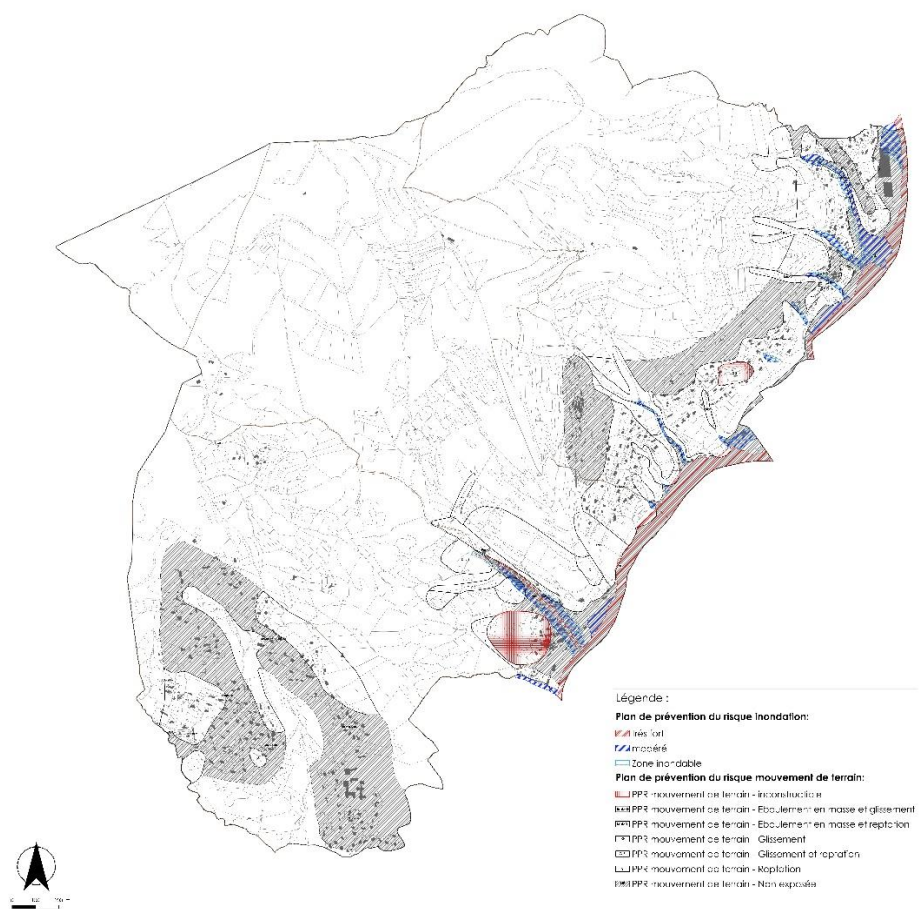 Légende :
Plan de prévention du risque inondation:
très fort
modéré
Zone inondable
Plan de prévention du risque mouvement de terrain:
PPR mouvement de terrain - inconstructible
PPR mouvement de terrain - Eboulement en masse et glissement
PPR mouvement de terrain - Eboulement en masse et reptation
PPR mouvement de terrain - Glissement
PPR mouvement de terrain - Glissement et reptation
PPR mouvement de terrain - Reptation
PPR mouvement de terrain - Non exposée